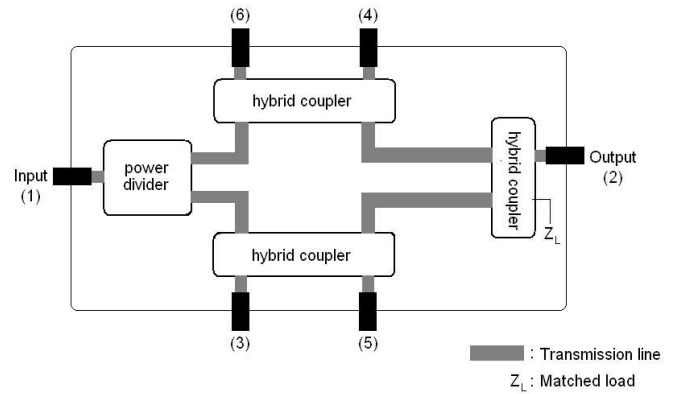 (6)
(4)
hybrid coupler
Input
(1)
power
divider
hybrid coupler
Output
(2)
Z_L
hybrid coupler
(3)
(5)
: Transmission line
Z_L : Matched load